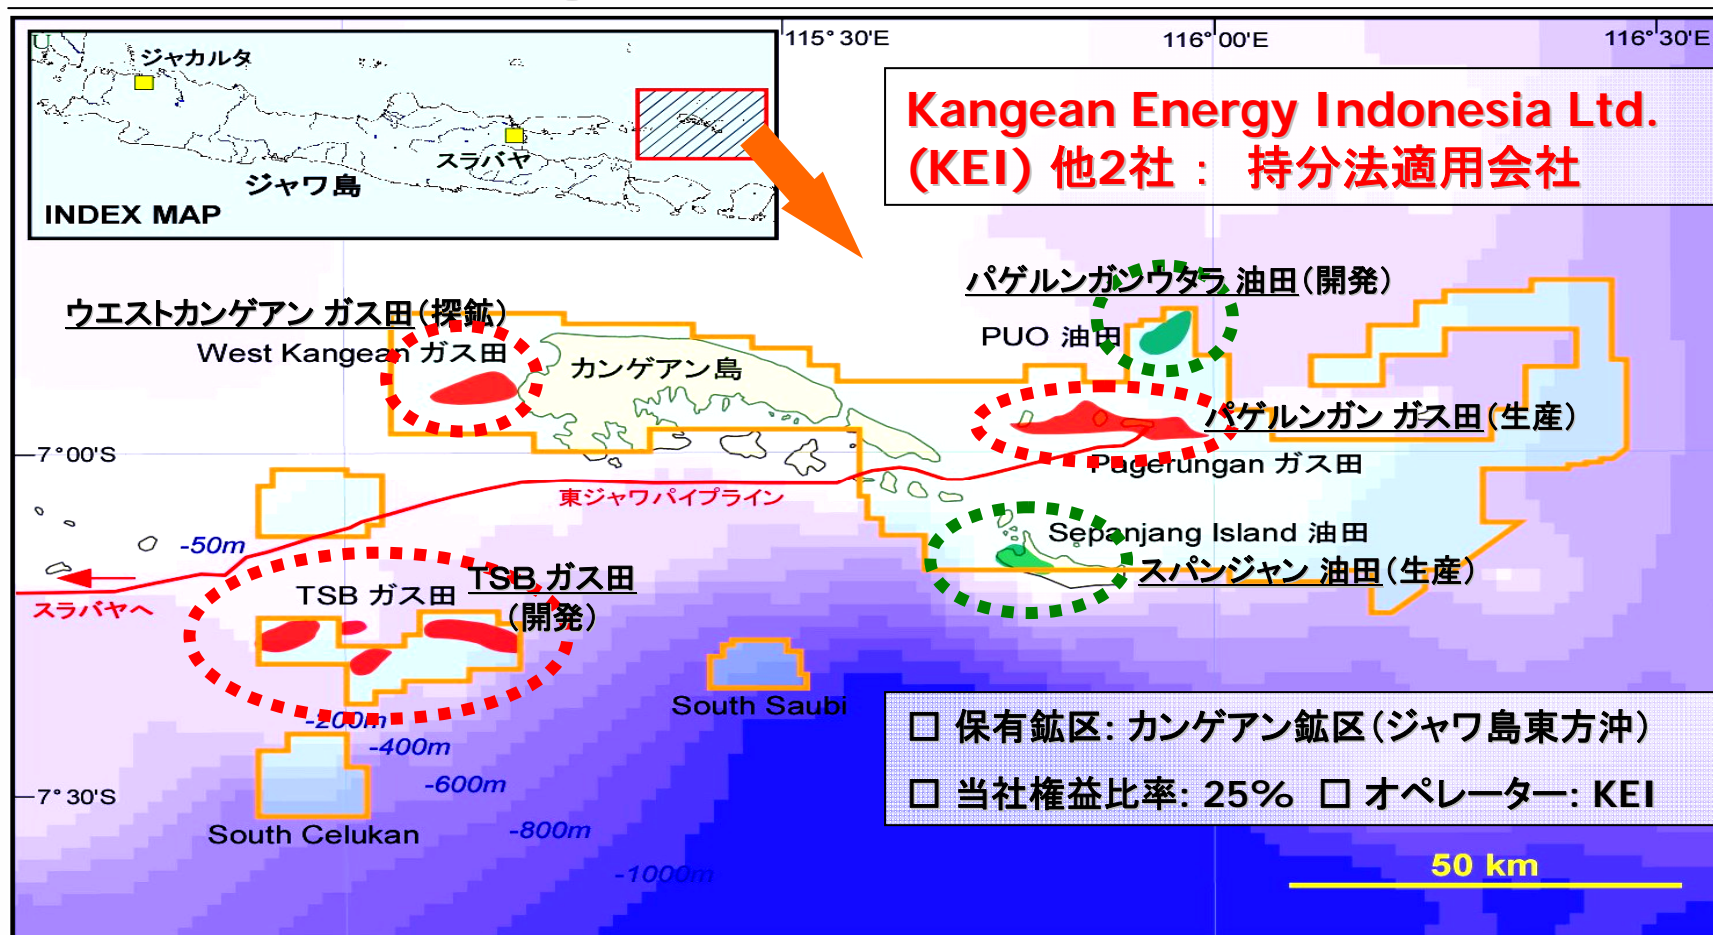 U
ジャカルタ
スラバヤ
ジャワ島
INDEX MAP
115°30'E
116°00'E
116°30'E
Kangean Energy Indonesia Ltd.
(KEI) 他2社 : 持分法適用会社
パゲルンガンウタラ 油田(開発)
PUO 油田
ウエストカンゲアン ガス田(探鉱)
West Kangean ガス田
カンゲアン島
パゲルンガン ガス田(生産)
Pagerungan ガス田
7°00'S
東ジャワパイプライン
Sepanjang Island 油田
スパンジャン 油田(生産)
-50m
TSB ガス田
TSB ガス田
(開発)
スラバヤへ
South Saubi
-200m
-400m
-600m
-800m
-1000m
7°30'S
South Celukan
□ 保有鉱区: カンゲアン鉱区(ジャワ島東方沖)
□ 当社権益比率: 25% □ オペレーター: KEI
50 km